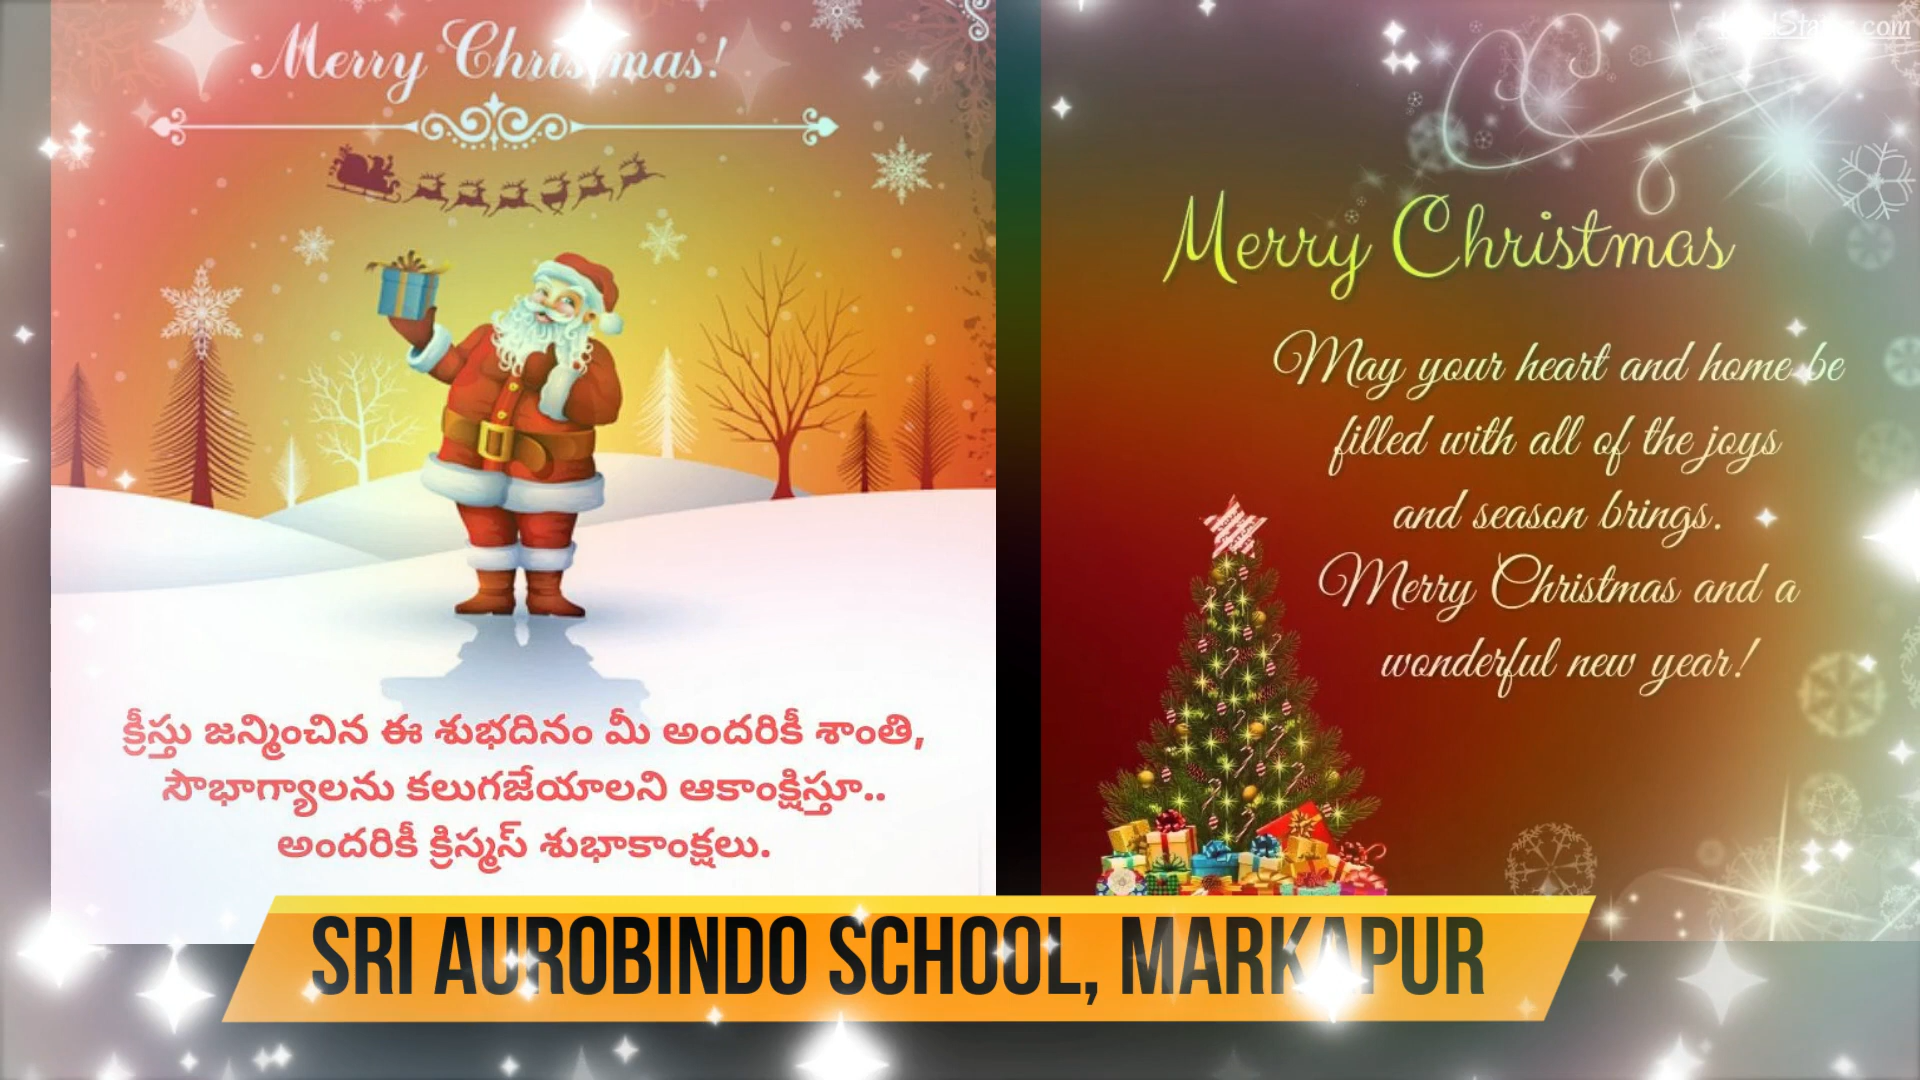 Merry Christmas!
క్రీస్తు జన్మించిన ఈ శుభదినం మీ అందరికీ శాంతి,
సౌభాగ్యాలను కలుగజేయాలని ఆకాంక్షిస్తూ..
అందరికీ క్రిస్మస్ శుభాకాంక్షలు.
Merry Christmas
May your heart and home be
filled with all of the joys
and season brings.
Merry Christmas and a
wonderful new year!
SRI AUROBINDO SCHOOL, MARKAPUR